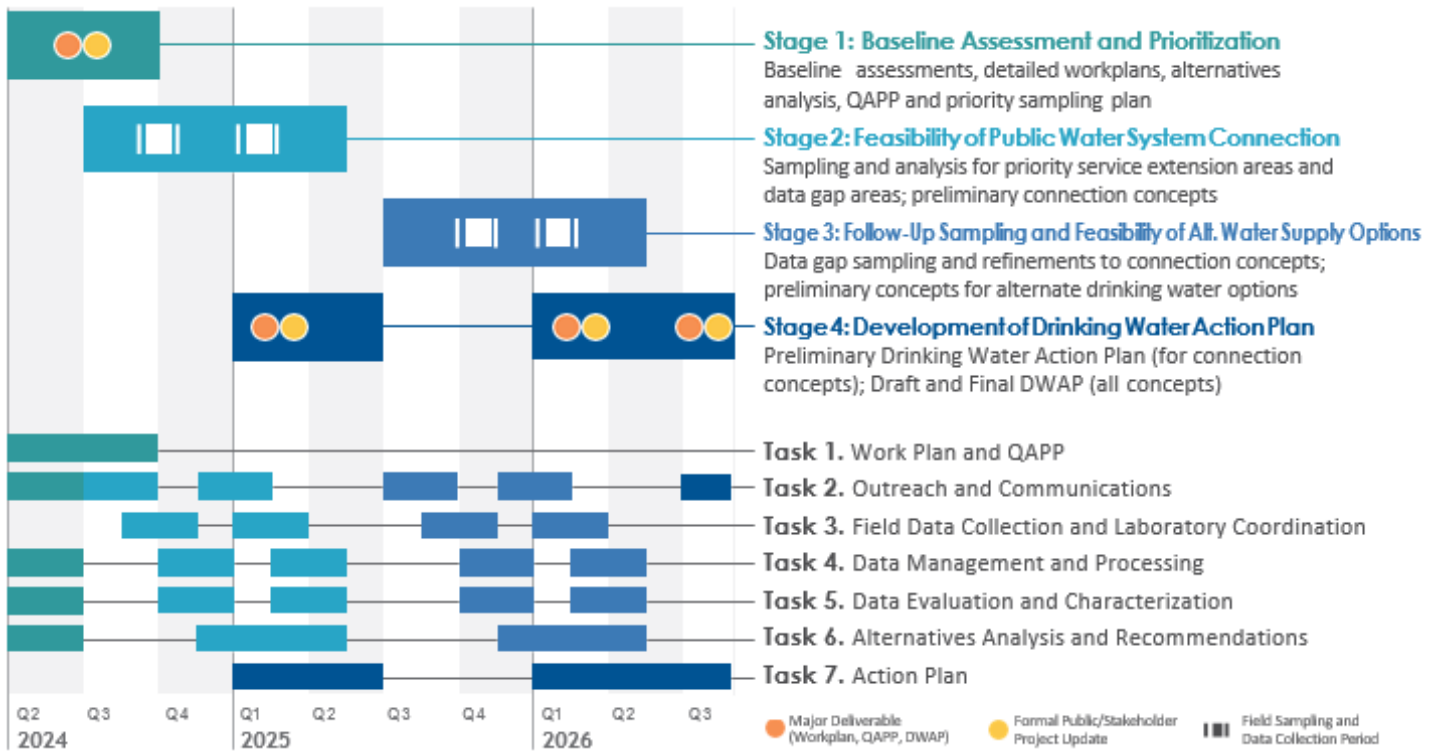 Stage 1: Baseline Assessment and Prioritization
Baseline assessments, detailed workplans, alternatives
analysis, QAPP and priority sampling plan
Stage 2: Feasibility of Public Water System Connection
Sampling and analysis for priority service extension areas and
data gap areas; preliminary connection concepts
Stage 3: Follow-Up Sampling and Feasibility of Alt. Water Supply Options
Data gap sampling and refinements to connection concepts;
preliminary concepts for alternate drinking water options
Stage 4: Development of Drinking Water Action Plan
Preliminary Drinking Water Action Plan (for connection
concepts); Draft and Final DWAP (all concepts)
Task 1. Work Plan and QAPP
Task 2. Outreach and Communications
Task 3. Field Data Collection and Laboratory Coordination
Task 4. Data Management and Processing
Task 5. Data Evaluation and Characterization
Task 6. Alternatives Analysis and Recommendations
Task 7. Action Plan
Q2 Q3 Q4 Q1 Q2 Q3 Q4 Q1 Q2 Q3
2024 2025 2026
Major Deliverable
(Workplan, QAPP, DWAP)
Formal Public/Stakeholder
Project Update
Field Sampling and
Data Collection Period